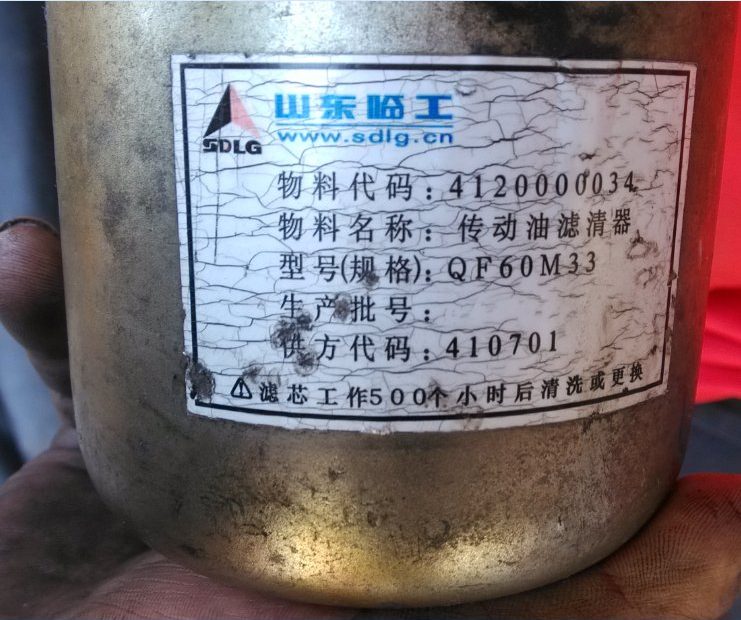 SDLG
山东临工
www.sdlg.cn
物料代码：4120000034
物料名称：传动油滤清器
型号(规格)：QF60M33
生产批号：
供方代码：410701
滤芯工作500个小时后清洗或更换